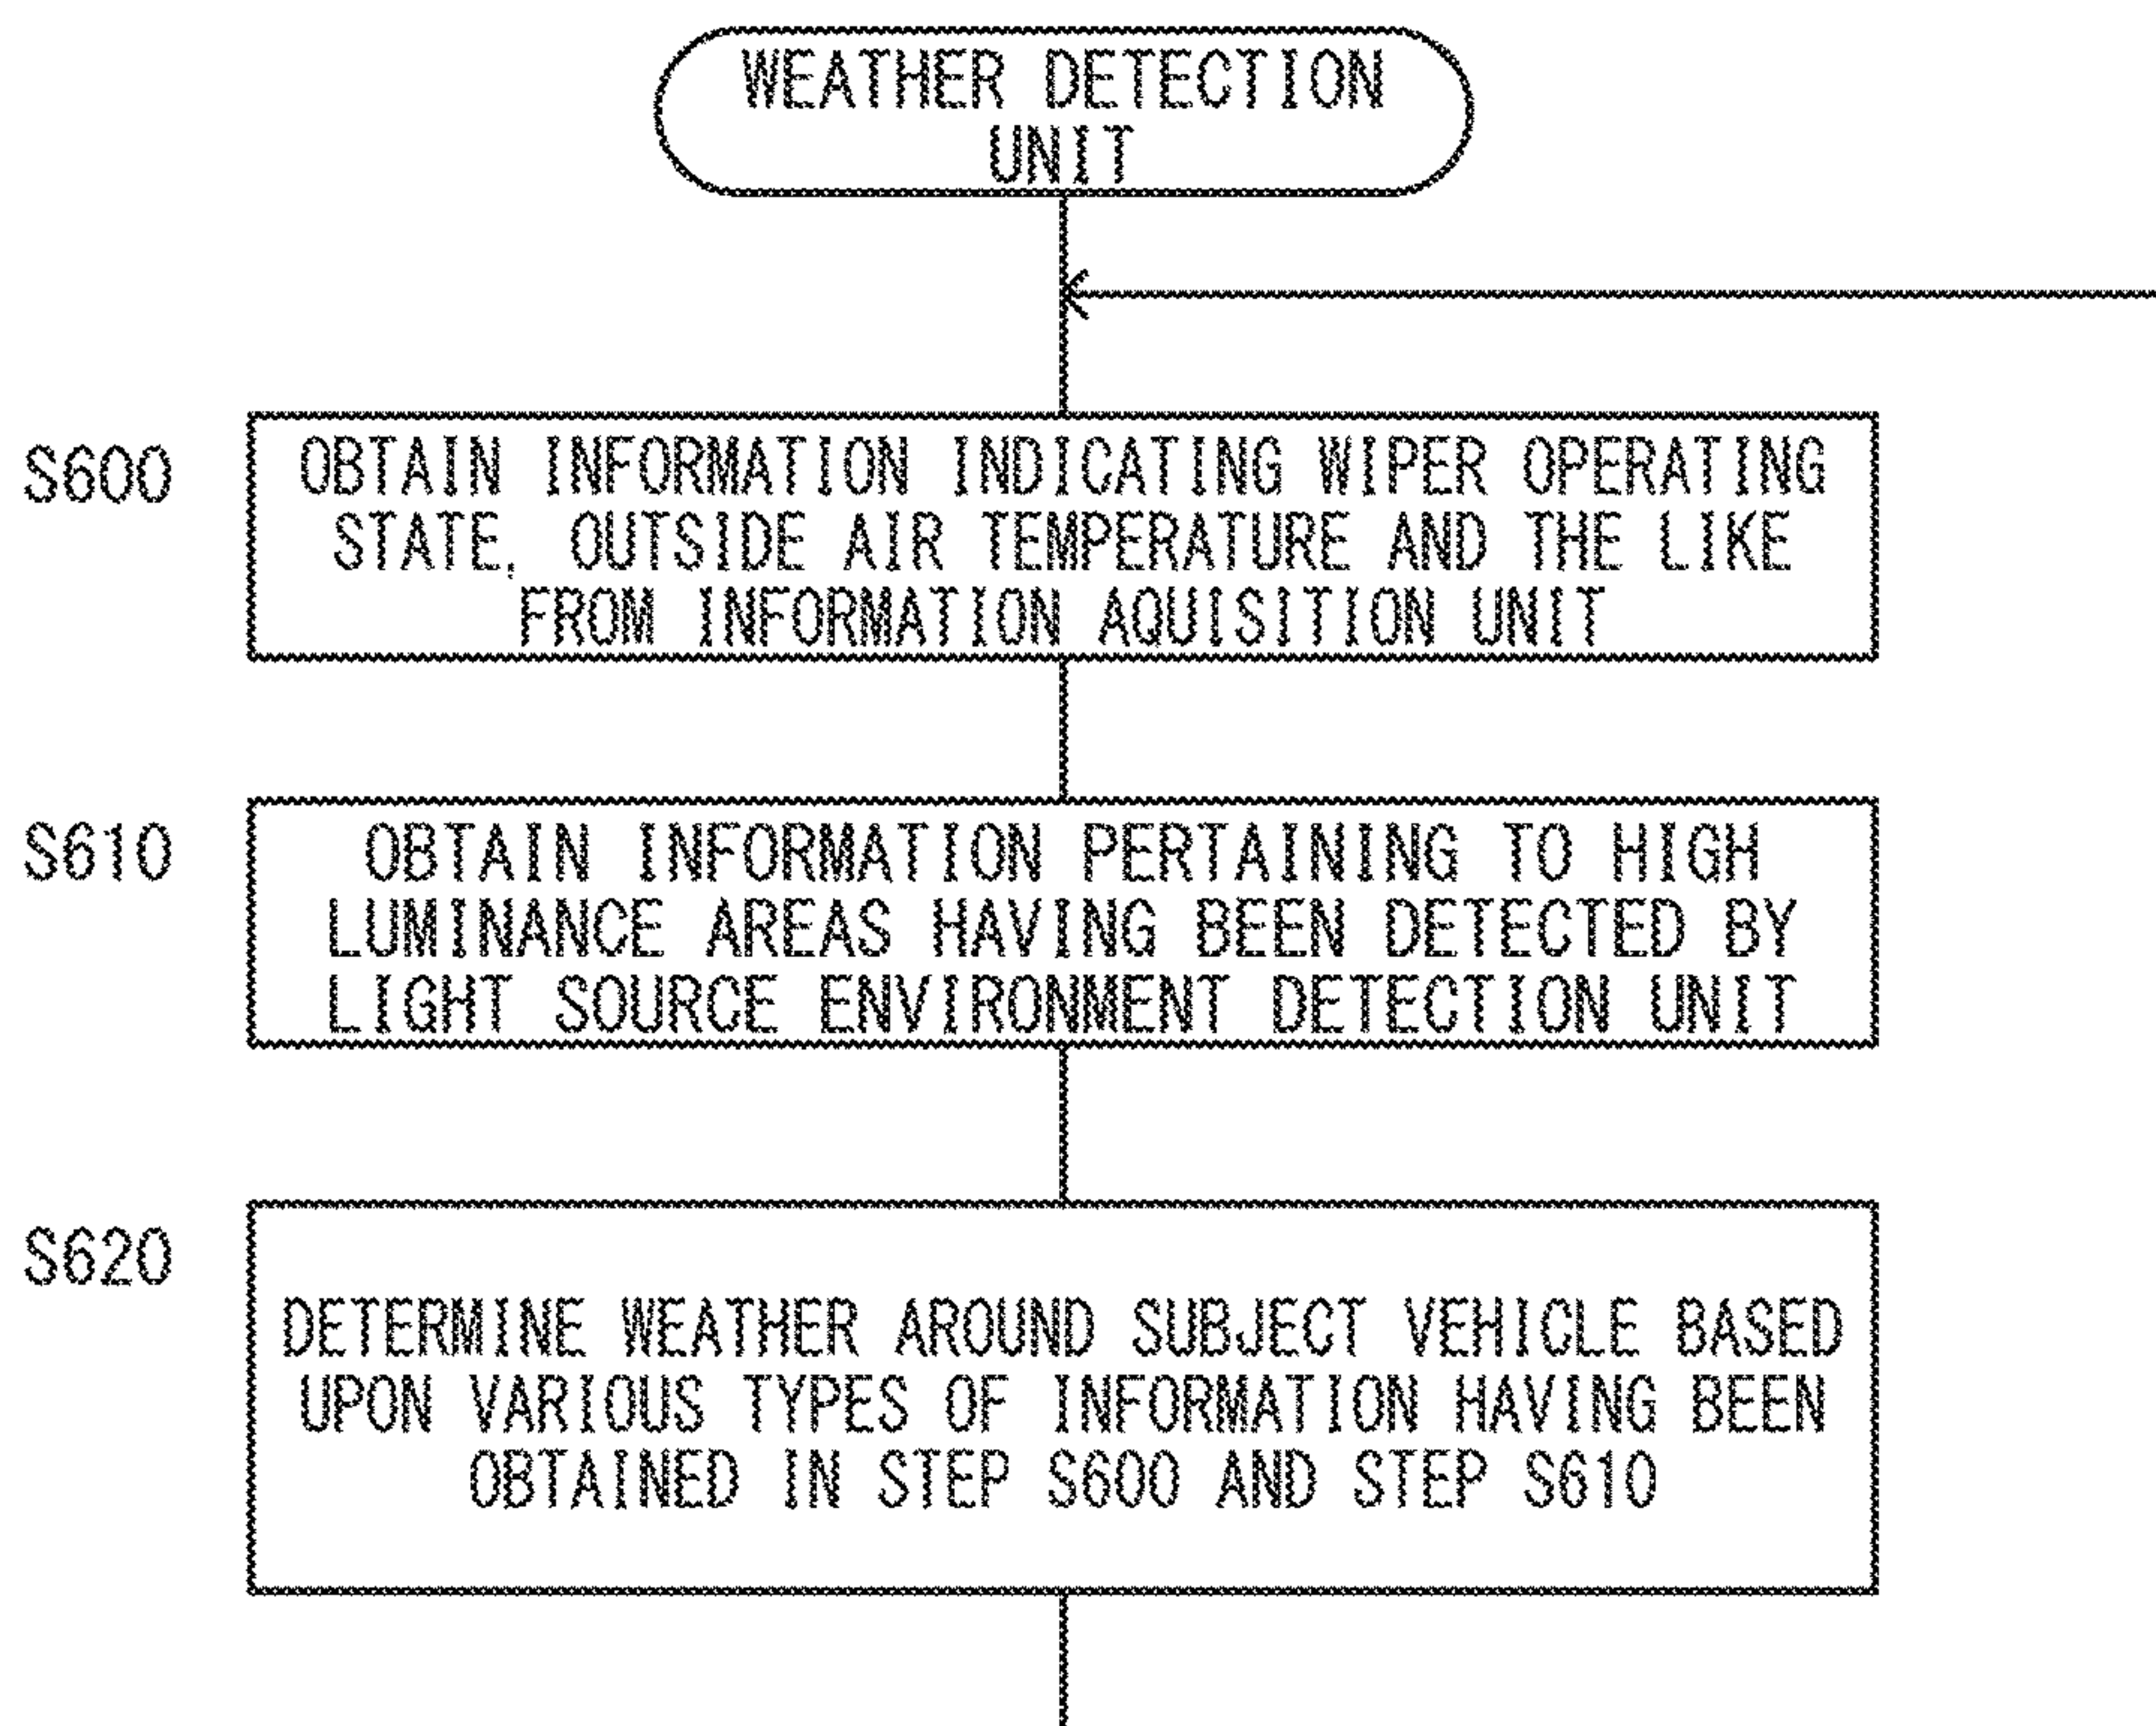 WEATHER DETECTION
UNIT
S600
OBTAIN INFORMATION INDICATING WIPER OPERATING
STATE, OUTSIDE AIR TEMPERATURE AND THE LIKE
FROM INFORMATION AQUISITION UNIT
S610
OBTAIN INFORMATION PERTAINING TO HIGH
LUMINANCE AREAS HAVING BEEN DETECTED BY
LIGHT SOURCE ENVIRONMENT DETECTION UNIT
S620
DETERMINE WEATHER AROUND SUBJECT VEHICLE BASED
UPON VARIOUS TYPES OF INFORMATION HAVING BEEN
OBTAINED IN STEP S600 AND STEP S610